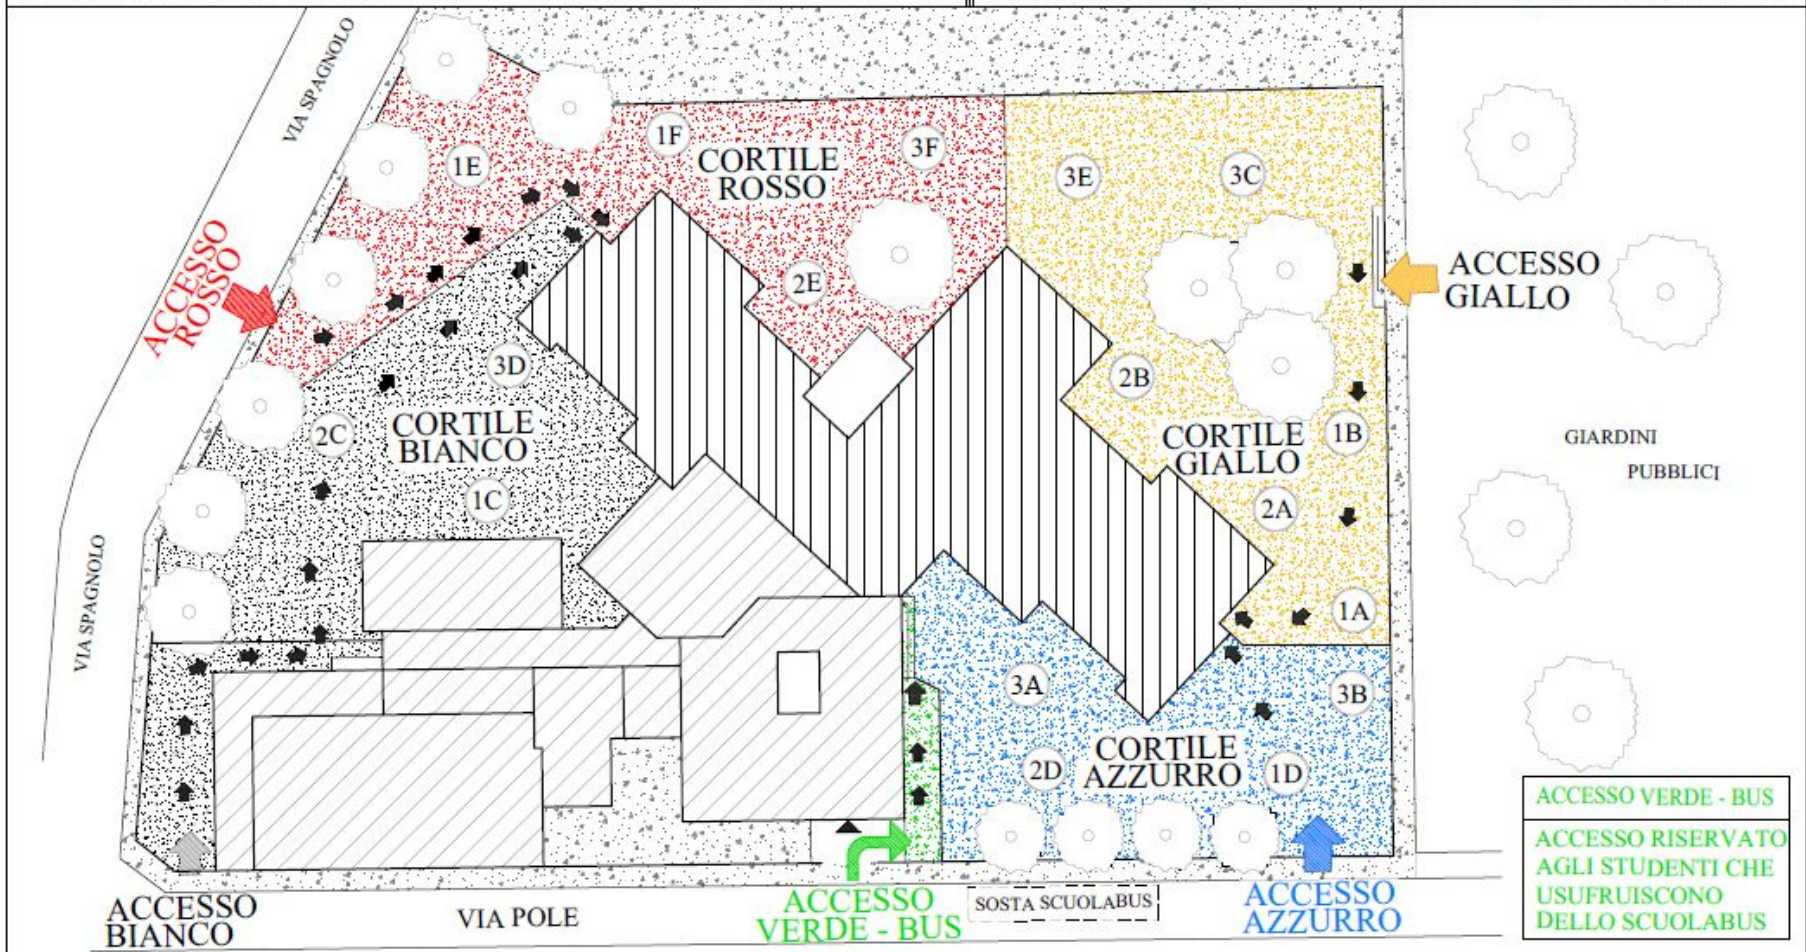 VIA SPAGNOLO
1E
1F
CORTILE
ROSSO
3F
3E
3C
ACCESSO
ROSSO
2E
ACCESSO
GIALLO
3D
2B
2C
CORTILE
BIANCO
CORTILE
GIALLO
1B
GIARDINI
PUBBLICI
1C
2A
VIA SPAGNOLO
1A
3A
3B
CORTILE
AZZURRO
2D
1D
ACCESSO VERDE - BUS
ACCESSO RISERVATO
AGLI STUDENTI CHE
USUFRUISCONO
DELLO SCUOLABUS
ACCESSO
BIANCO
VIA POLE
ACCESSO
VERDE - BUS
SOSTA SCUOLABUS
ACCESSO
AZZURRO